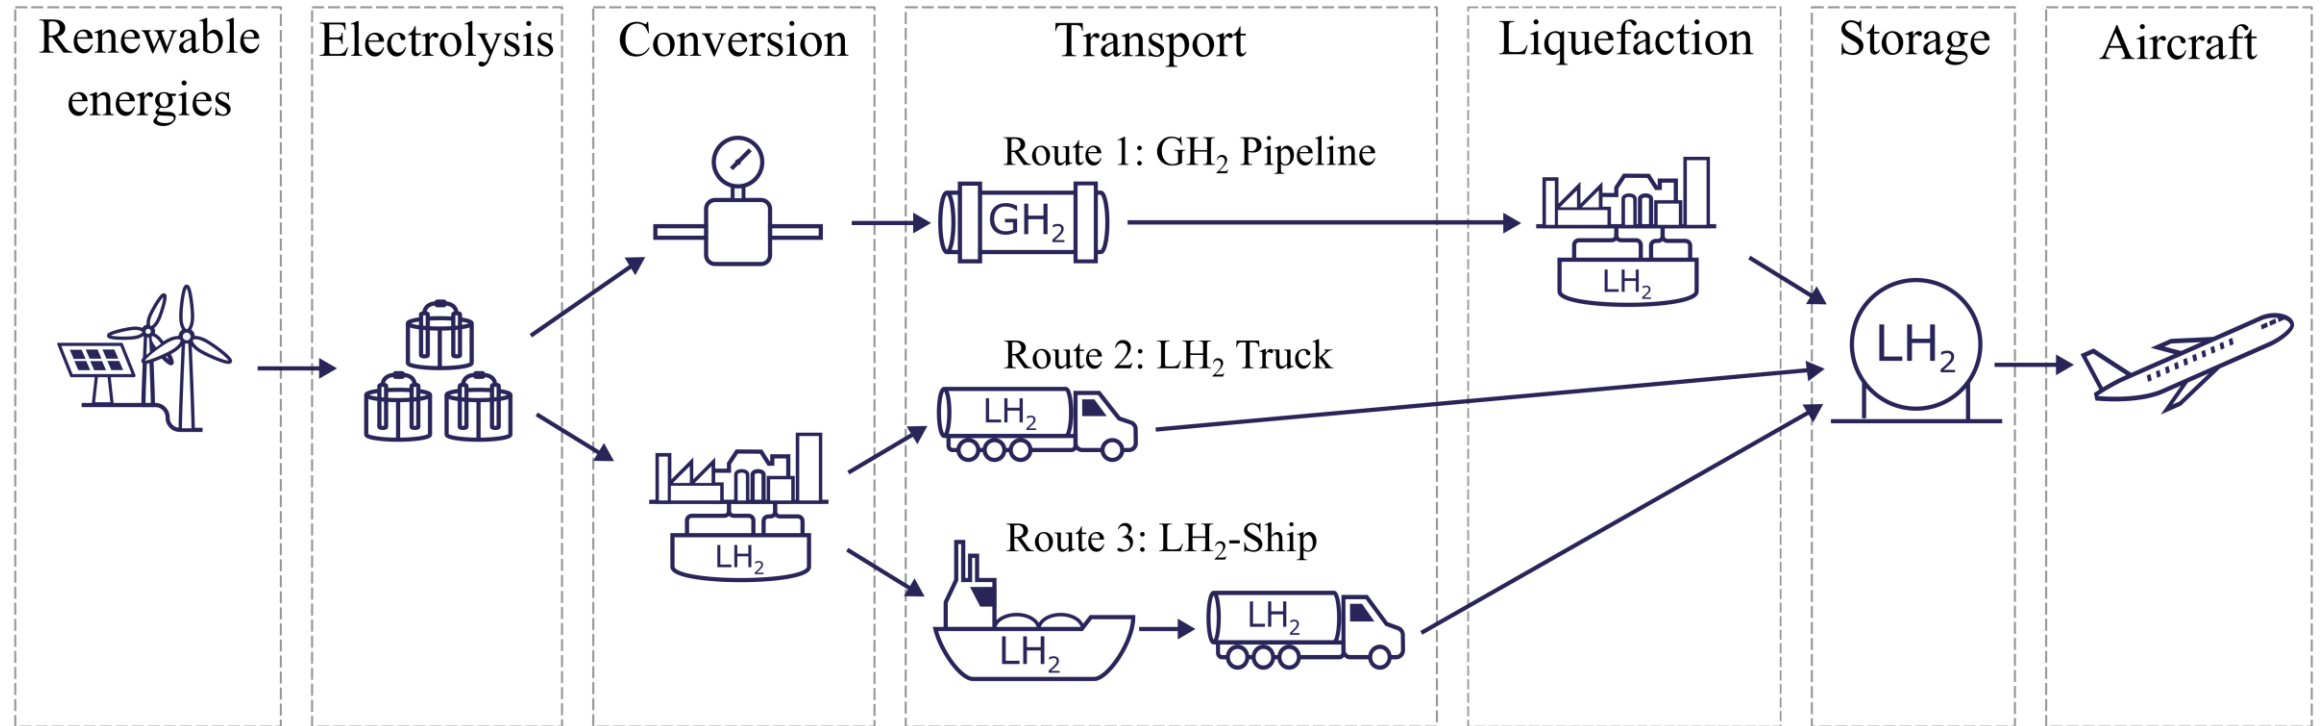 Renewable
energies
Electrolysis
Conversion
Transport
Liquefaction
Storage
Aircraft
Route 1: GH₂ Pipeline
GH₂
LH₂
Route 2: LH₂ Truck
LH₂
LH₂
LH₂
Route 3: LH₂-Ship
LH₂
LH₂